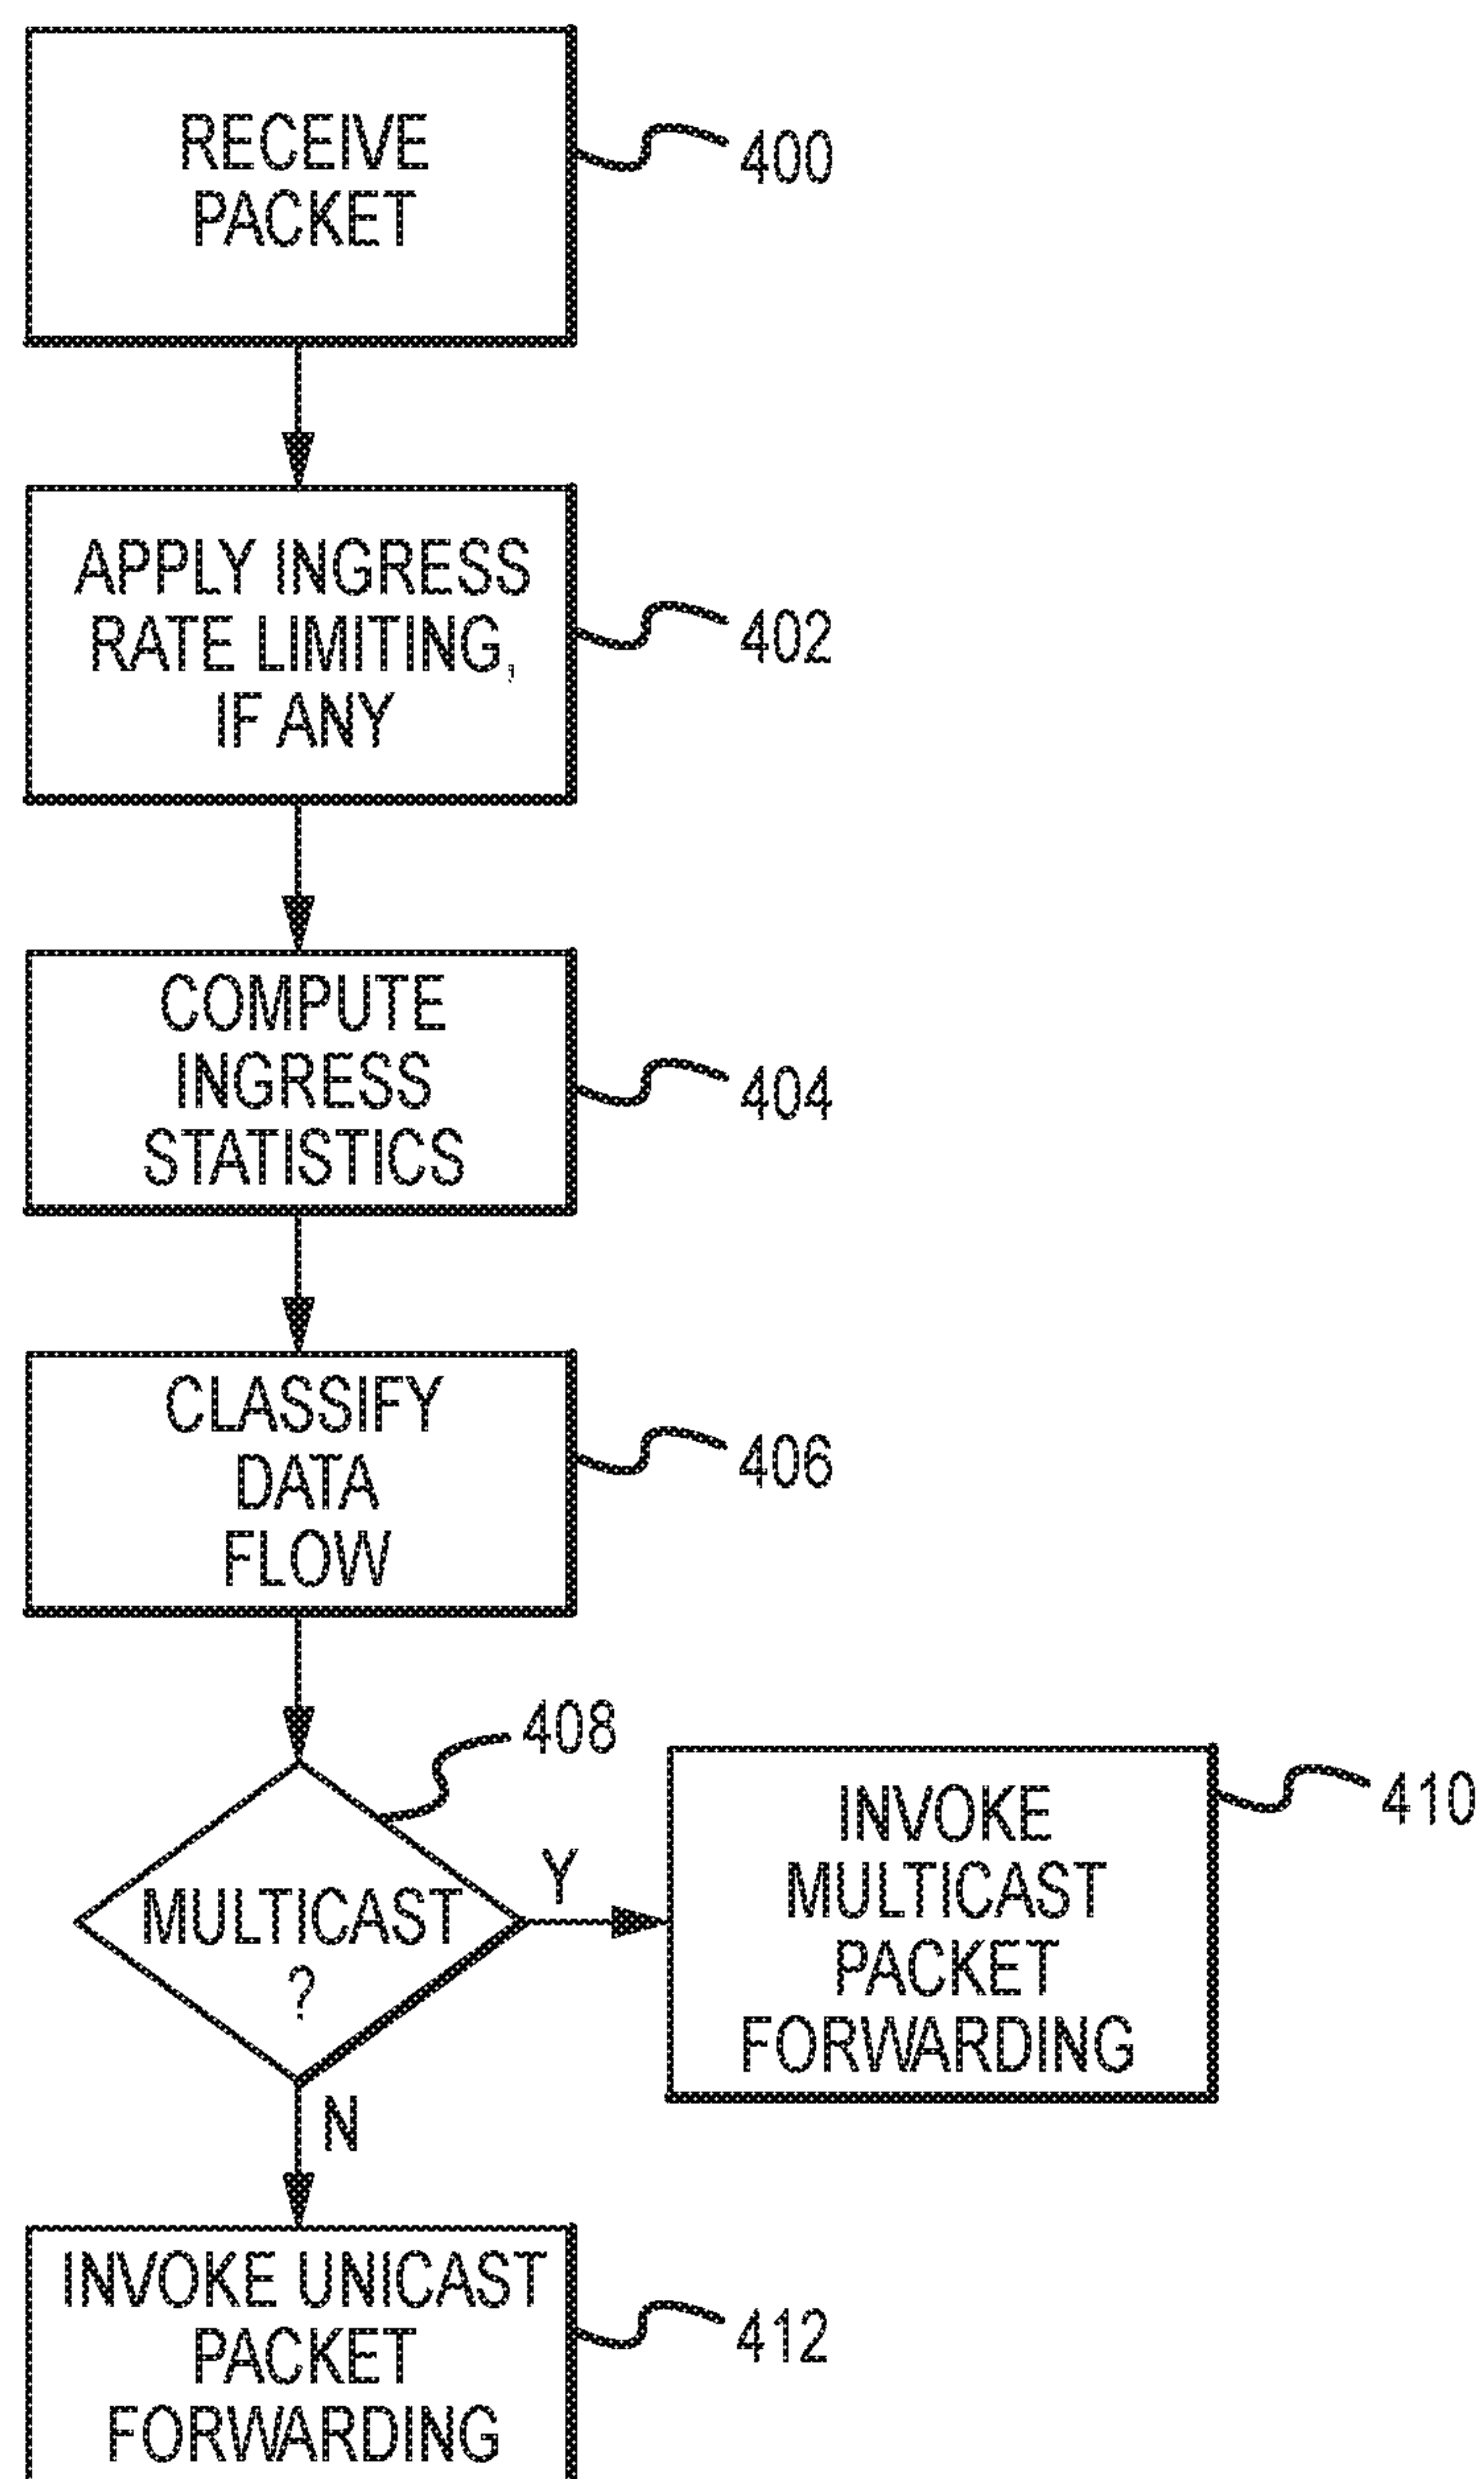 RECEIVE
PACKET
400
APPLY INGRESS
RATE LIMITING,
IF ANY
402
COMPUTE
INGRESS
STATISTICS
404
CLASSIFY
DATA
FLOW
406
408
MULTICAST
?
Y
N
INVOKE
MULTICAST
PACKET
FORWARDING
410
INVOKE UNICAST
PACKET
FORWARDING
412